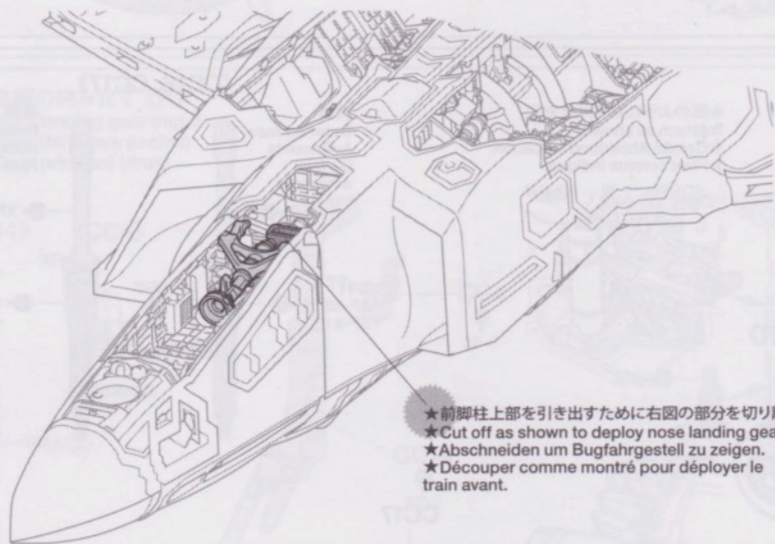 ★前脚柱上部を引き出すために右図の部分を切り
★Cut off as shown to deploy nose landing gea
★Abschneiden um Bugfahrgestell zu zeigen.
★Découper comme montré pour déployer le
train avant.